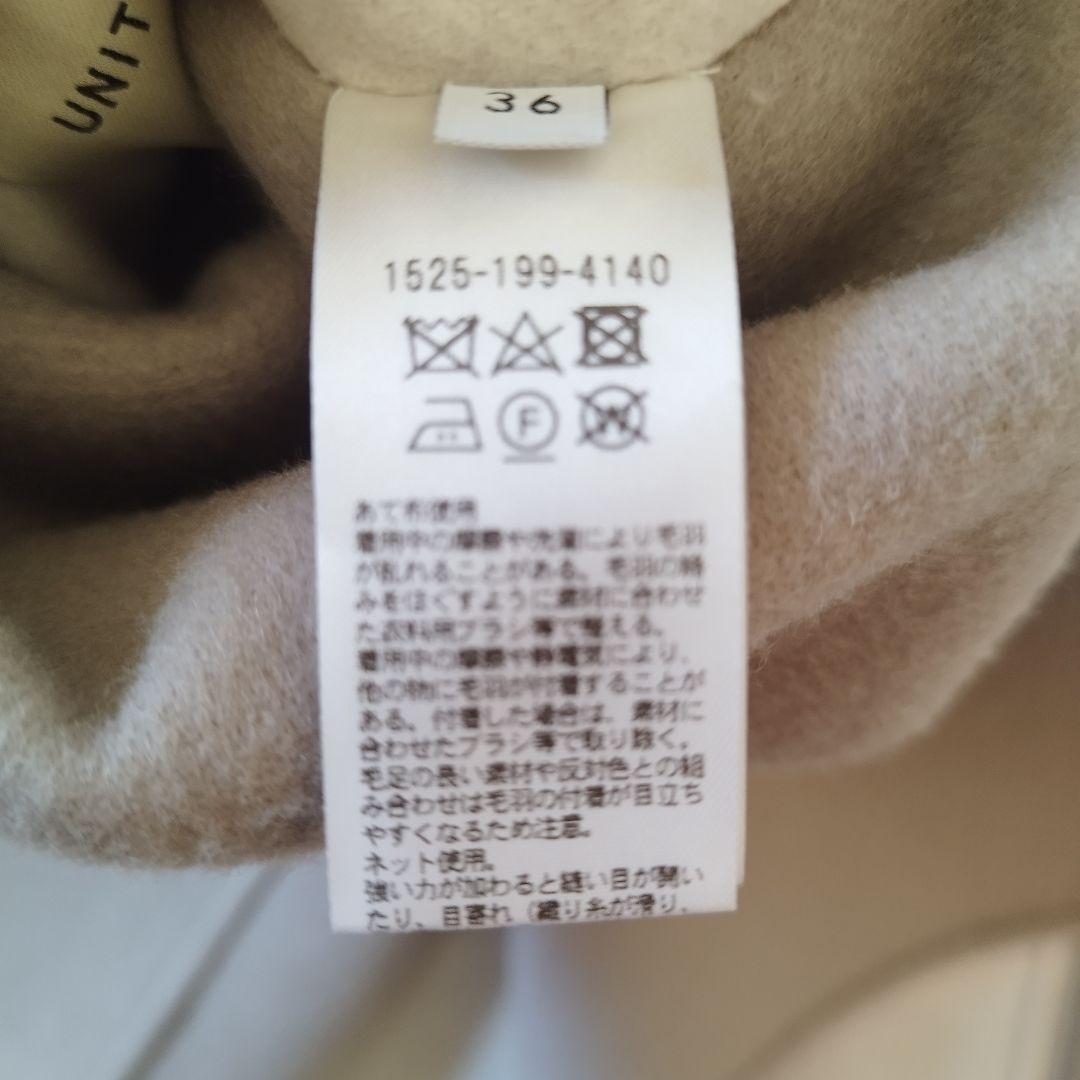 UNIT
36
1525-199-4140
F
W
あて布使用
着用中の摩擦や洗濯により毛羽
が乱れることがある。毛羽の絡
みをほぐすように素材に合わせ
た衣料用ブラシ等で整える。
着用中の摩擦や静電気により、
他の物に毛羽が付着することが
ある。付着した場合は、素材に
合わせたブラシ等で取り除く。
毛足の長い素材や反対色との組
み合わせは毛羽の付着が目立ち
やすくなるため注意。
ネット使用。
強い力が加わると縫い目が開い
たり、目寄れ（織り糸が滑り、